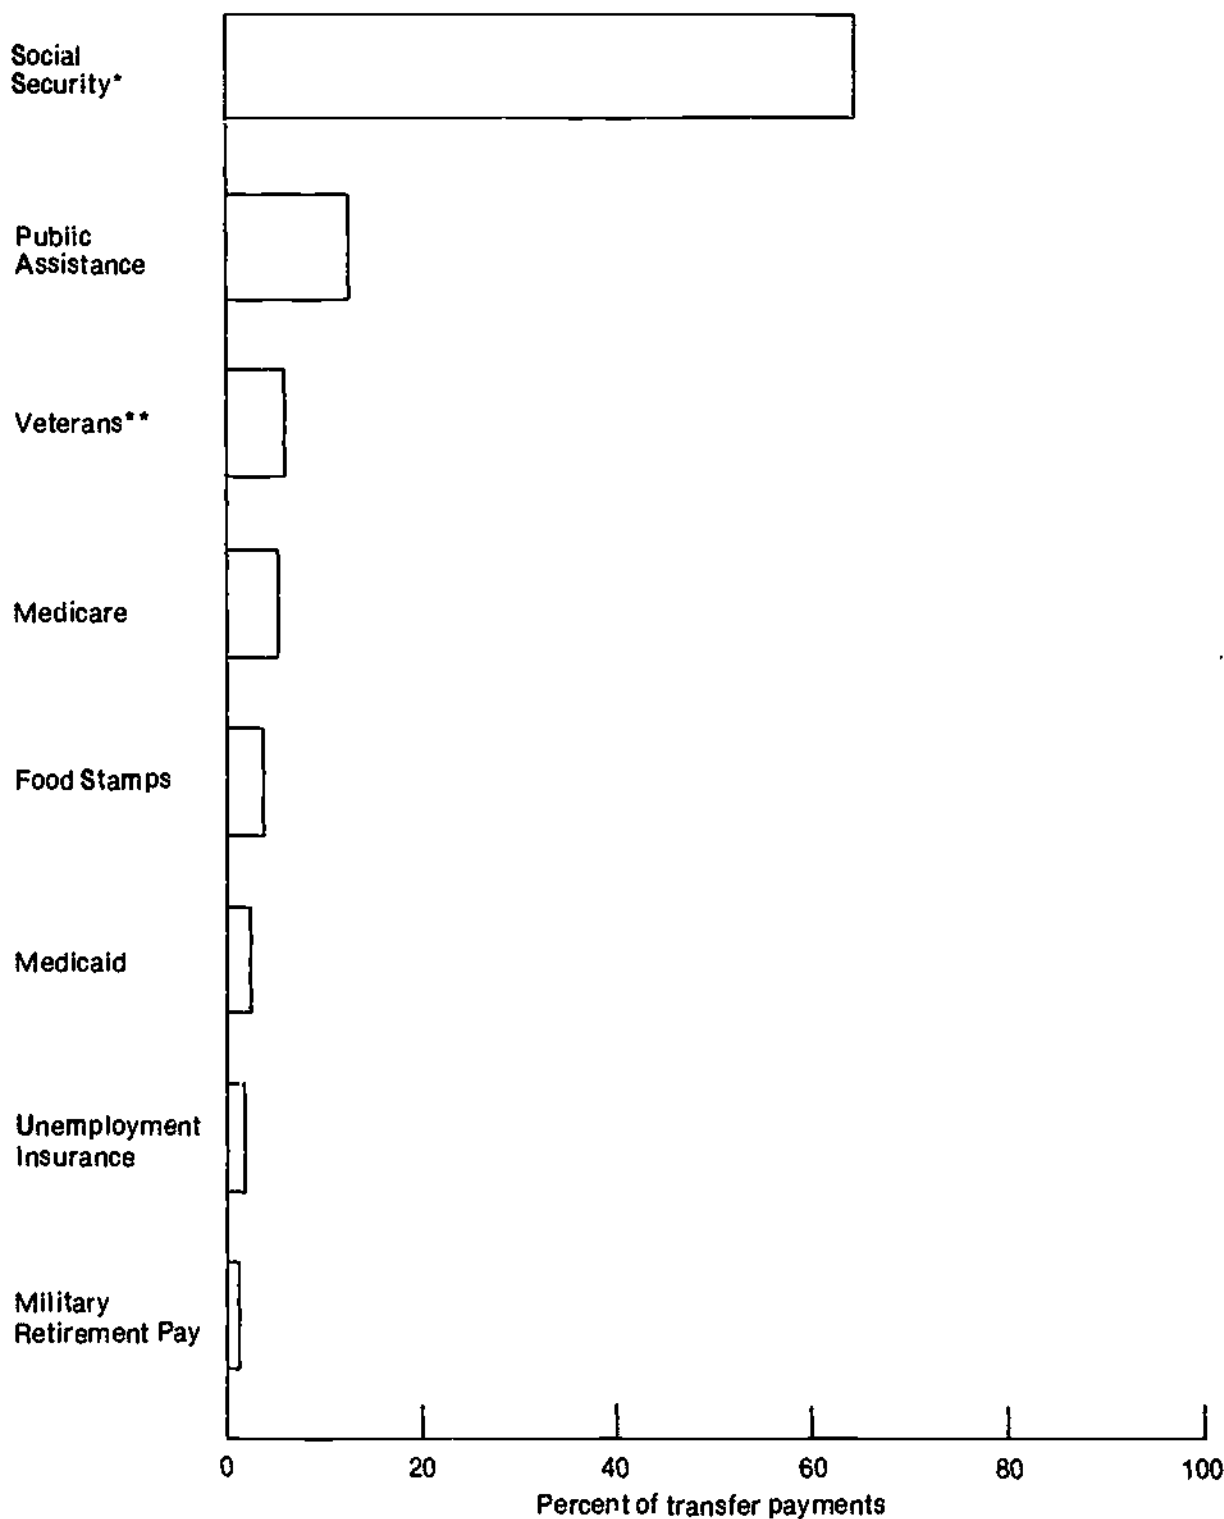 Social
Security*
Public
Assistance
Veterans**
Medicare
Food Stamps
Medicaid
Unemployment
Insurance
Military
Retirement Pay
0 20 40 60 80 100
Percent of transfer payments